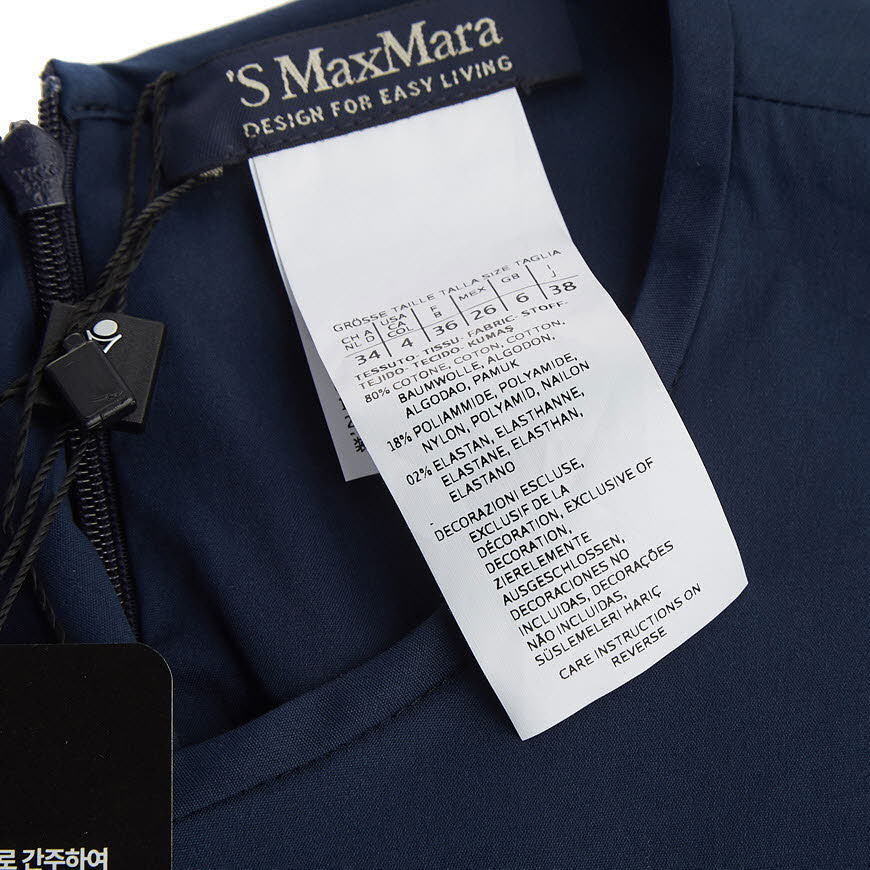 'S MaxMara
DESIGN FOR EASY LIVING
GRÖSSE TAILLE TALLA SIZE TAGLIA
CH A USA F MEX GB J
NL D CA COL B
34 4 36 26 6 38
TESSUTO- TISSU- FABRIC- STOFF-
TEJIDO- TECIDO- KUMAŞ
80% COTONE, COTON, COTTON,
BAUMWOLLE, ALGODON,
ALGODAO, PAMUK
18% POLIAMMIDE, POLYAMIDE,
NYLON, POLYAMID, NAILON
02% ELASTAN, ELASTHANNE,
ELASTANE, ELASTHAN,
ELASTANO
DECORAZIONI ESCLUSE,
EXCLUSIF DE LA
DÉCORATION, EXCLUSIVE OF
DECORATION,
ZIERELEMENTE
AUSGESCHLOSSEN,
DECORACIONES NO
INCLUIDAS, DECORAÇÕES
NÃO INCLUIDAS,
SÜSLEMELERI HARIÇ
CARE INSTRUCTIONS ON
REVERSE
로 간주하여